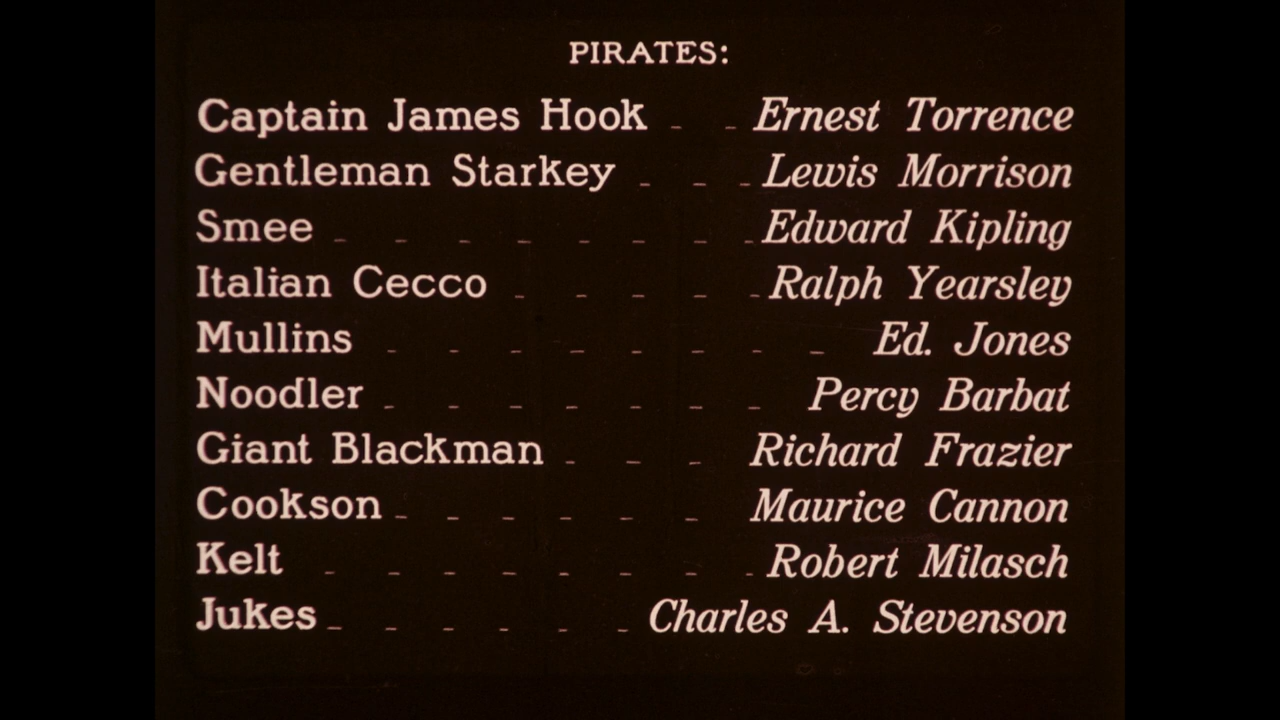 PIRATES:
Captain James Hook _ _ Ernest Torrence
Gentleman Starkey _ _ _ Lewis Morrison
Smee _ _ _ _ _ _ _ _ Edward Kipling
Italian Cecco _ _ _ _ _ Ralph Yearsley
Mullins _ _ _ _ _ _ _ _ Ed. Jones
Noodler _ _ _ _ _ _ _ Percy Barbat
Giant Blackman _ _ _ Richard Frazier
Cookson _ _ _ _ _ _ Maurice Cannon
Kelt _ _ _ _ _ _ _ _ Robert Milasch
Jukes _ _ _ _ _ _ Charles A. Stevenson